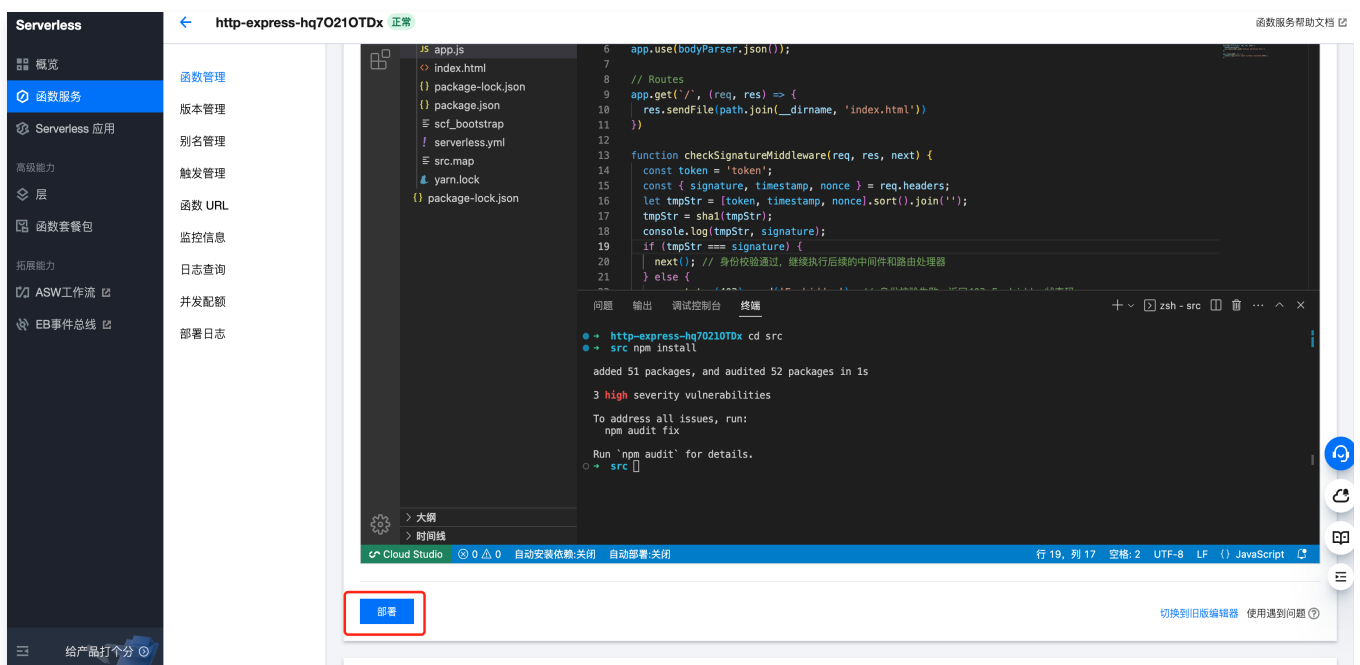 Serverless
http-express-hq7O21OTDx 正常
函数服务帮助文档
概览
函数服务
Serverless 应用
高级能力
层
函数套餐包
拓展能力
ASW工作流
EB事件总线
给产品打个分
函数管理
版本管理
别名管理
触发管理
函数 URL
监控信息
日志查询
并发配额
部署日志
JS app.js
<> index.html
{} package-lock.json
{} package.json
scf_bootstrap
! serverless.yml
src.map
yarn.lock
{} package-lock.json
大纲
时间线
6 app.use(bodyParser.json());
7
8 // Routes
9 app.get(`/`, (req, res) => {
10 res.sendFile(path.join(__dirname, 'index.html'))
11 })
12
13 function checkSignatureMiddleware(req, res, next) {
14 const token = 'token';
15 const { signature, timestamp, nonce } = req.headers;
16 let tmpStr = [token, timestamp, nonce].sort().join('');
17 tmpStr = sha1(tmpStr);
18 console.log(tmpStr, signature);
19 if (tmpStr === signature) {
20 next(); // 身份校验通过，继续执行后续的中间件和路由处理器
21 } else {
问题 输出 调试控制台 终端
zsh - src
http-express-hq7O21OTDx cd src
src npm install
added 51 packages, and audited 52 packages in 1s
3 high severity vulnerabilities
To address all issues, run:
npm audit fix
Run `npm audit` for details.
src
Cloud Studio 0 0 自动安装依赖:关闭 自动部署:关闭
行 19，列 17 空格: 2 UTF-8 LF {} JavaScript
部署
切换到旧版编辑器 使用遇到问题